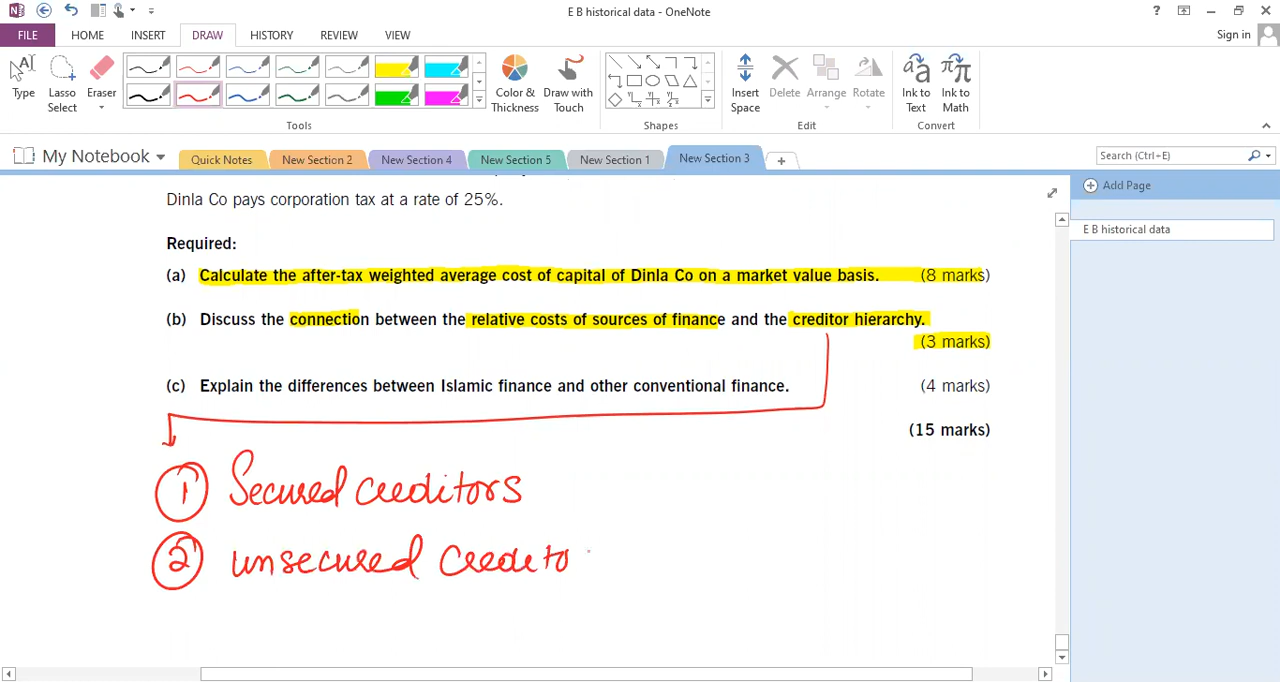 E B historical data - OneNote
FILE HOME INSERT DRAW HISTORY REVIEW VIEW
Sign in
Type
Lasso Select
Eraser
Color & Thickness
Draw with Touch
Insert Space
Delete
Arrange
Rotate
Ink to Text
Ink to Math
Tools Shapes Edit Convert
My Notebook Quick Notes New Section 2 New Section 4 New Section 5 New Section 1 New Section 3
Search (Ctrl+E)
Add Page
E B historical data
Dinla Co pays corporation tax at a rate of 25%.
Required:
(a) Calculate the after-tax weighted average cost of capital of Dinla Co on a market value basis. (8 marks)
(b) Discuss the connection between the relative costs of sources of finance and the creditor hierarchy.
(3 marks)
(c) Explain the differences between Islamic finance and other conventional finance. (4 marks)
(15 marks)
1 Secured creditors
2 unsecured credito